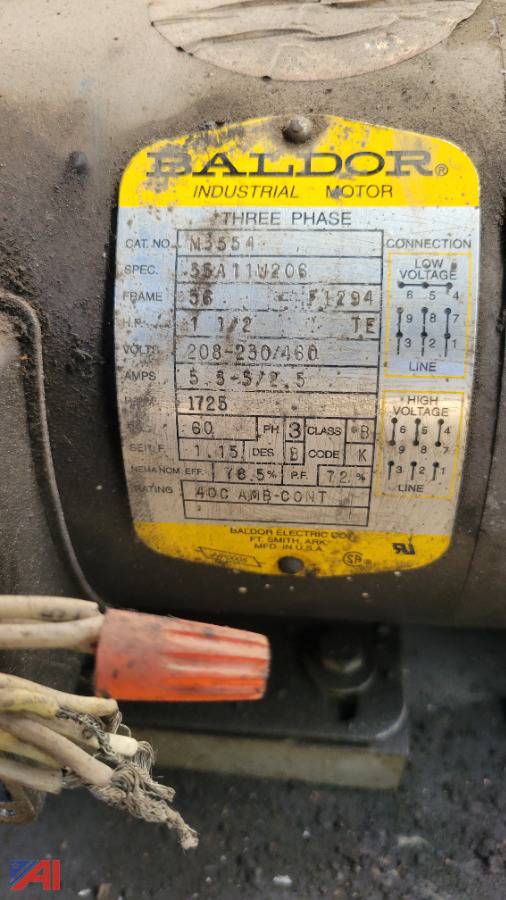 BALDOR®
INDUSTRIAL MOTOR
THREE PHASE
CAT. NO. M3554 CONNECTION
SPEC. 35A11W206
FRAME 56 F1294
H.P. 1 1/2 TE
VOLTS 208-230/460
AMPS 5.5-5/2.5
1725
60 PH 3 CLASS B
1.15 DES B CODE K
NEMA NOM. EFF. 78.5% P.F. 72 %
RATING 40C AMB-CONT
LOW
VOLTAGE
6 5 4
9 8 7
3 2 1
LINE
HIGH
VOLTAGE
6 5 4
9 8 7
3 2 1
LINE
BALDOR ELECTRIC CO.
FT. SMITH, ARK.
MFD. IN U.S.A.
SA
AI